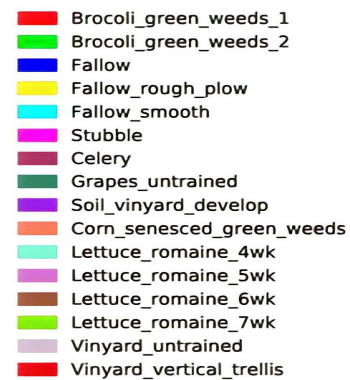 Brocoli_green_weeds_1
Brocoli_green_weeds_2
Fallow
Fallow_rough_plow
Fallow_smooth
Stubble
Celery
Grapes_untrained
Soil_vinyard_develop
Corn_senesced_green_weeds
Lettuce_romaine_4wk
Lettuce_romaine_5wk
Lettuce_romaine_6wk
Lettuce_romaine_7wk
Vinyard_untrained
Vinyard_vertical_trellis